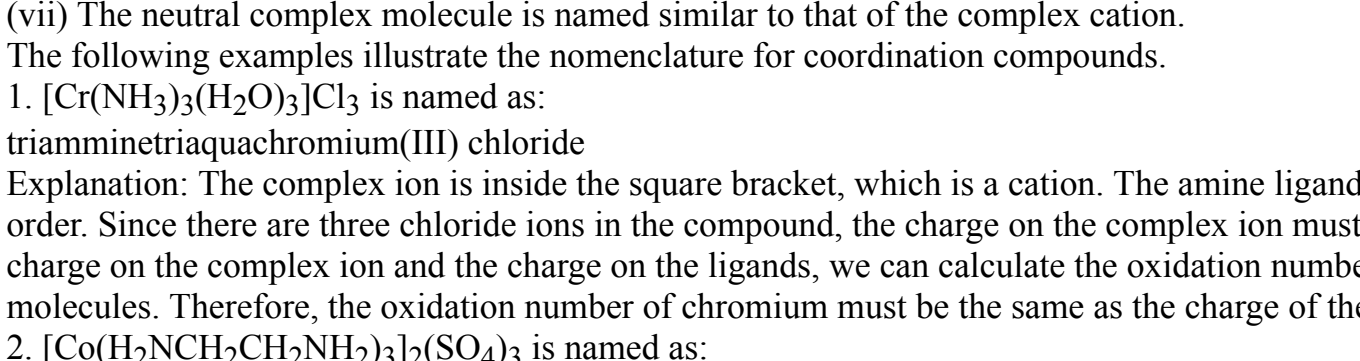 (vii) The neutral complex molecule is named similar to that of the complex cation.
The following examples illustrate the nomenclature for coordination compounds.
1. [Cr(NH₃)₃(H₂O)₃]Cl₃ is named as:
triamminetriaquachromium(III) chloride
Explanation: The complex ion is inside the square bracket, which is a cation. The amine ligand
order. Since there are three chloride ions in the compound, the charge on the complex ion must
charge on the complex ion and the charge on the ligands, we can calculate the oxidation numbe
molecules. Therefore, the oxidation number of chromium must be the same as the charge of the
2. [Co(H₂NCH₂CH₂NH₂)₃]₂(SO₄)₃ is named as: